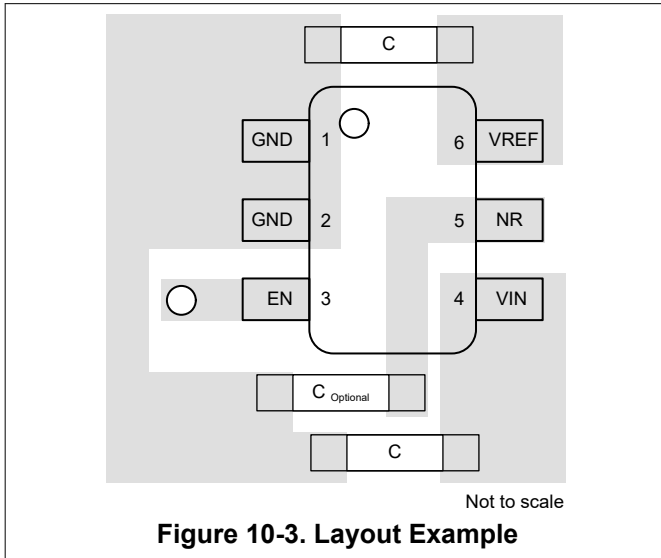 C
GND 1 6 VREF
GND 2 5 NR
EN 3 4 VIN
C Optional
C
Not to scale
Figure 10-3. Layout Example